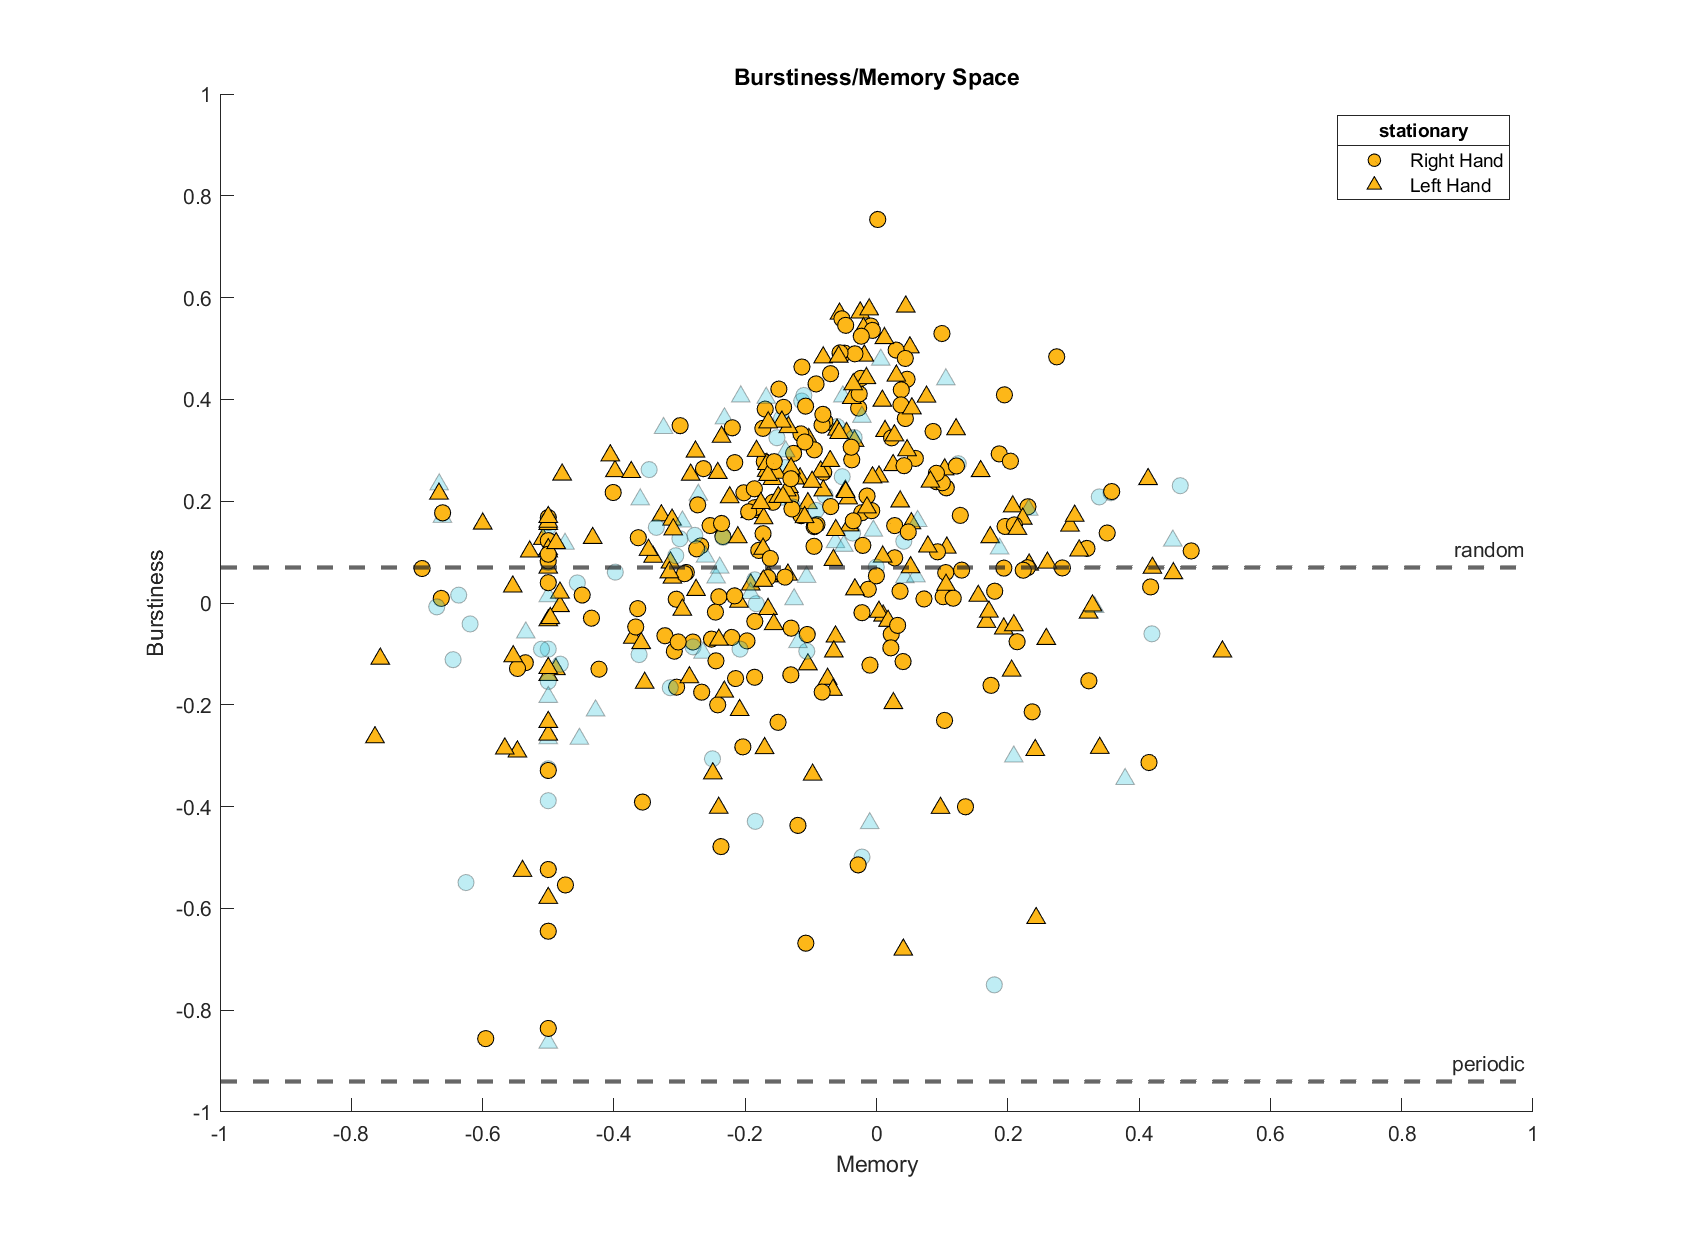 Burstiness/Memory Space
1
0.8
0.6
0.4
0.2
0
-0.2
-0.4
-0.6
-0.8
-1
Burstiness
stationary
Right Hand
Left Hand
random
periodic
-1 -0.8 -0.6 -0.4 -0.2 0 0.2 0.4 0.6 0.8 1
Memory